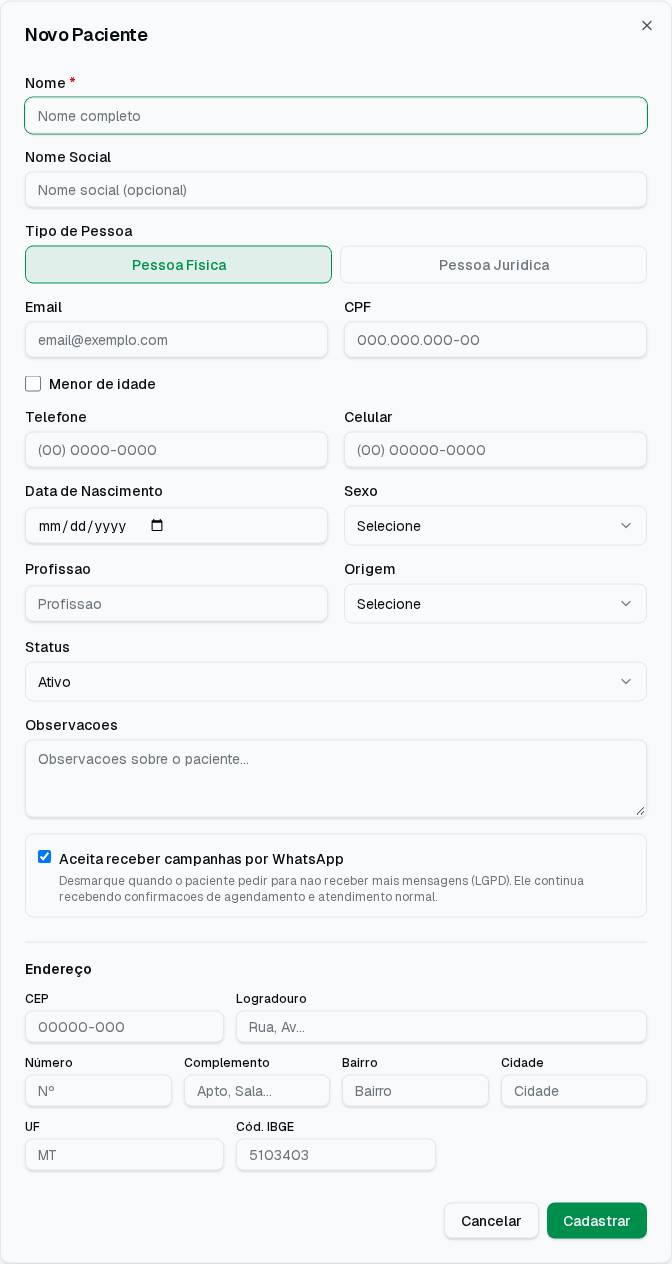 Novo Paciente
Nome *
Nome completo
Nome Social
Nome social (opcional)
Tipo de Pessoa
Pessoa Fisica
Pessoa Juridica
Email
CPF
email@exemplo.com
000.000.000-00
Menor de idade
Telefone
Celular
(00) 0000-0000
(00) 00000-0000
Data de Nascimento
Sexo
mm/dd/yyyy
Selecione
Profissao
Origem
Profissao
Selecione
Status
Ativo
Observacoes
Observacoes sobre o paciente...
Aceita receber campanhas por WhatsApp
Desmarque quando o paciente pedir para nao receber mais mensagens (LGPD). Ele continua
recebendo confirmacoes de agendamento e atendimento normal.
Endereço
CEP
Logradouro
00000-000
Rua, Av...
Número
Complemento
Bairro
Cidade
Nº
Apto, Sala...
Bairro
Cidade
UF
Cód. IBGE
MT
5103403
Cancelar
Cadastrar